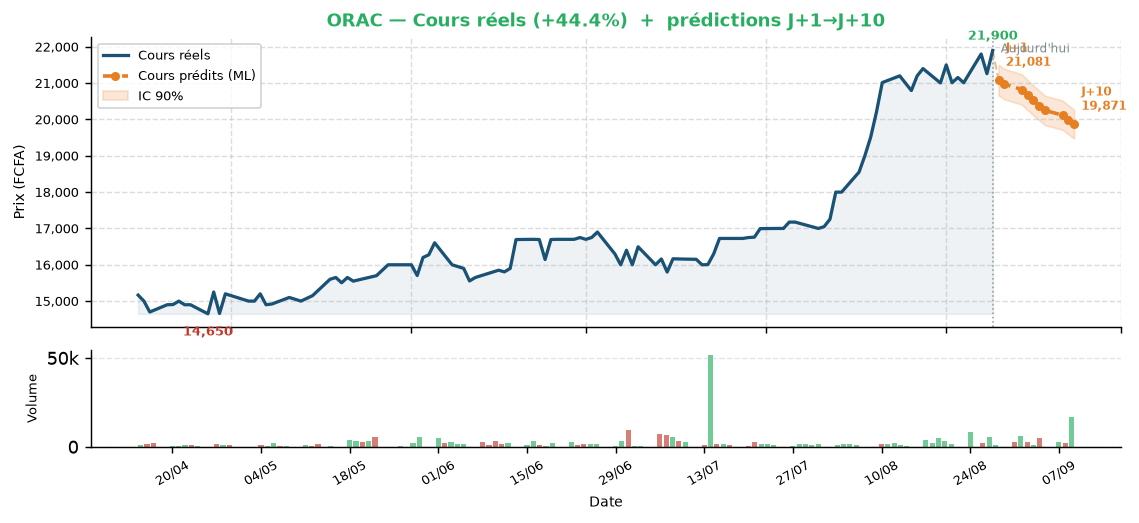 ORAC — Cours réels (+44.4%) + prédictions J+1→J+10
21,900
Aujourd'hui
J+1
21,081
J+10
19,871
Cours réels
Cours prédits (ML)
IC 90%
Prix (FCFA)
22,000
21,000
20,000
19,000
18,000
17,000
16,000
15,000
14,650
Volume
50k
0
20/04
04/05
18/05
01/06
15/06
29/06
13/07
27/07
10/08
24/08
07/09
Date